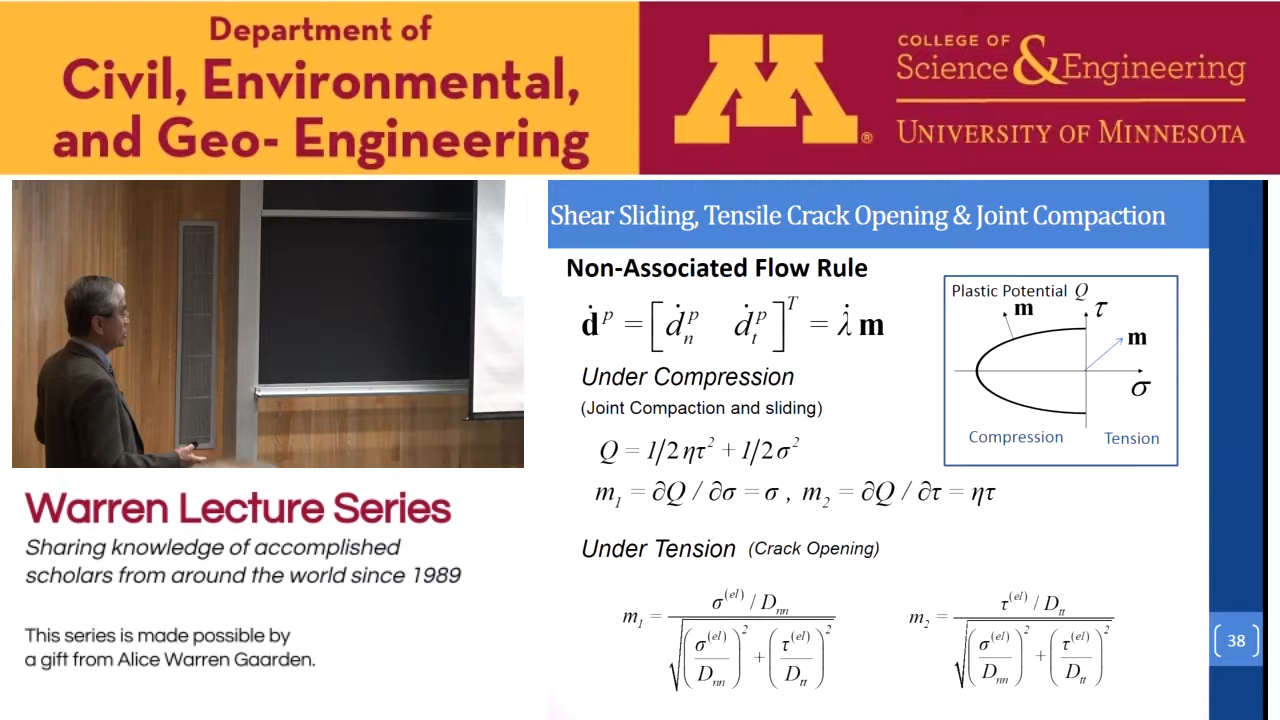 Department of
Civil, Environmental,
and Geo- Engineering
M®
COLLEGE OF
Science & Engineering
UNIVERSITY OF MINNESOTA
Warren Lecture Series
Sharing knowledge of accomplished
scholars from around the world since 1989
This series is made possible by
a gift from Alice Warren Gaarden.
Shear Sliding, Tensile Crack Opening & Joint Compaction
Non-Associated Flow Rule
ḋ^p = [ḋ_n^p ḋ_t^p]^T = λ̇ m
Plastic Potential Q
m
τ
m
σ
Compression Tension
Under Compression
(Joint Compaction and sliding)
Q = 1/2 ητ² + 1/2 σ²
m₁ = ∂Q / ∂σ = σ , m₂ = ∂Q / ∂τ = ητ
Under Tension (Crack Opening)
m₁ = (σ^(el) / D_nn) / √((σ^(el) / D_nn)² + (τ^(el) / D_tt)²)
m₂ = (τ^(el) / D_tt) / √((σ^(el) / D_nn)² + (τ^(el) / D_tt)²)
38